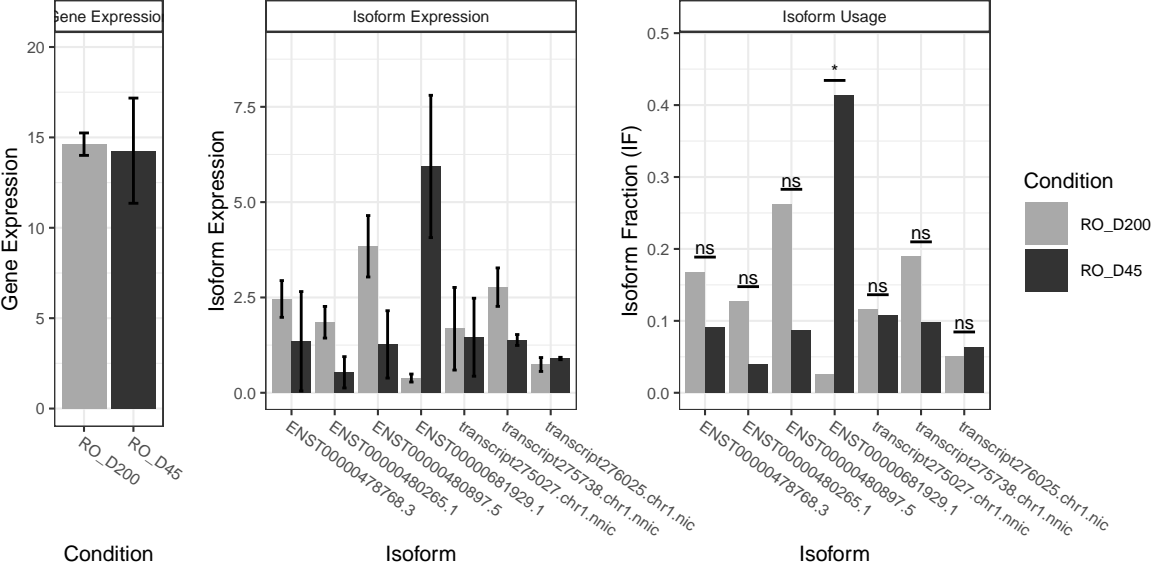 Gene Expression
Gene Expression
20
15
10
5
0
RO_D200
RO_D45
Condition
Isoform Expression
Isoform Expression
7.5
5.0
2.5
0.0
ENST00000478768.3
ENST00000480265.1
ENST00000480897.5
ENST00000681929.1
transcript275027.chr1.nnic
transcript275738.chr1.nnic
transcript276025.chr1.nic
Isoform
Isoform Usage
Isoform Fraction (IF)
0.5
0.4
0.3
0.2
0.1
0.0
ns
ns
ns
*
ns
ns
ns
ENST00000478768.3
ENST00000480265.1
ENST00000480897.5
ENST00000681929.1
transcript275027.chr1.nnic
transcript275738.chr1.nnic
transcript276025.chr1.nic
Isoform
Condition
RO_D200
RO_D45